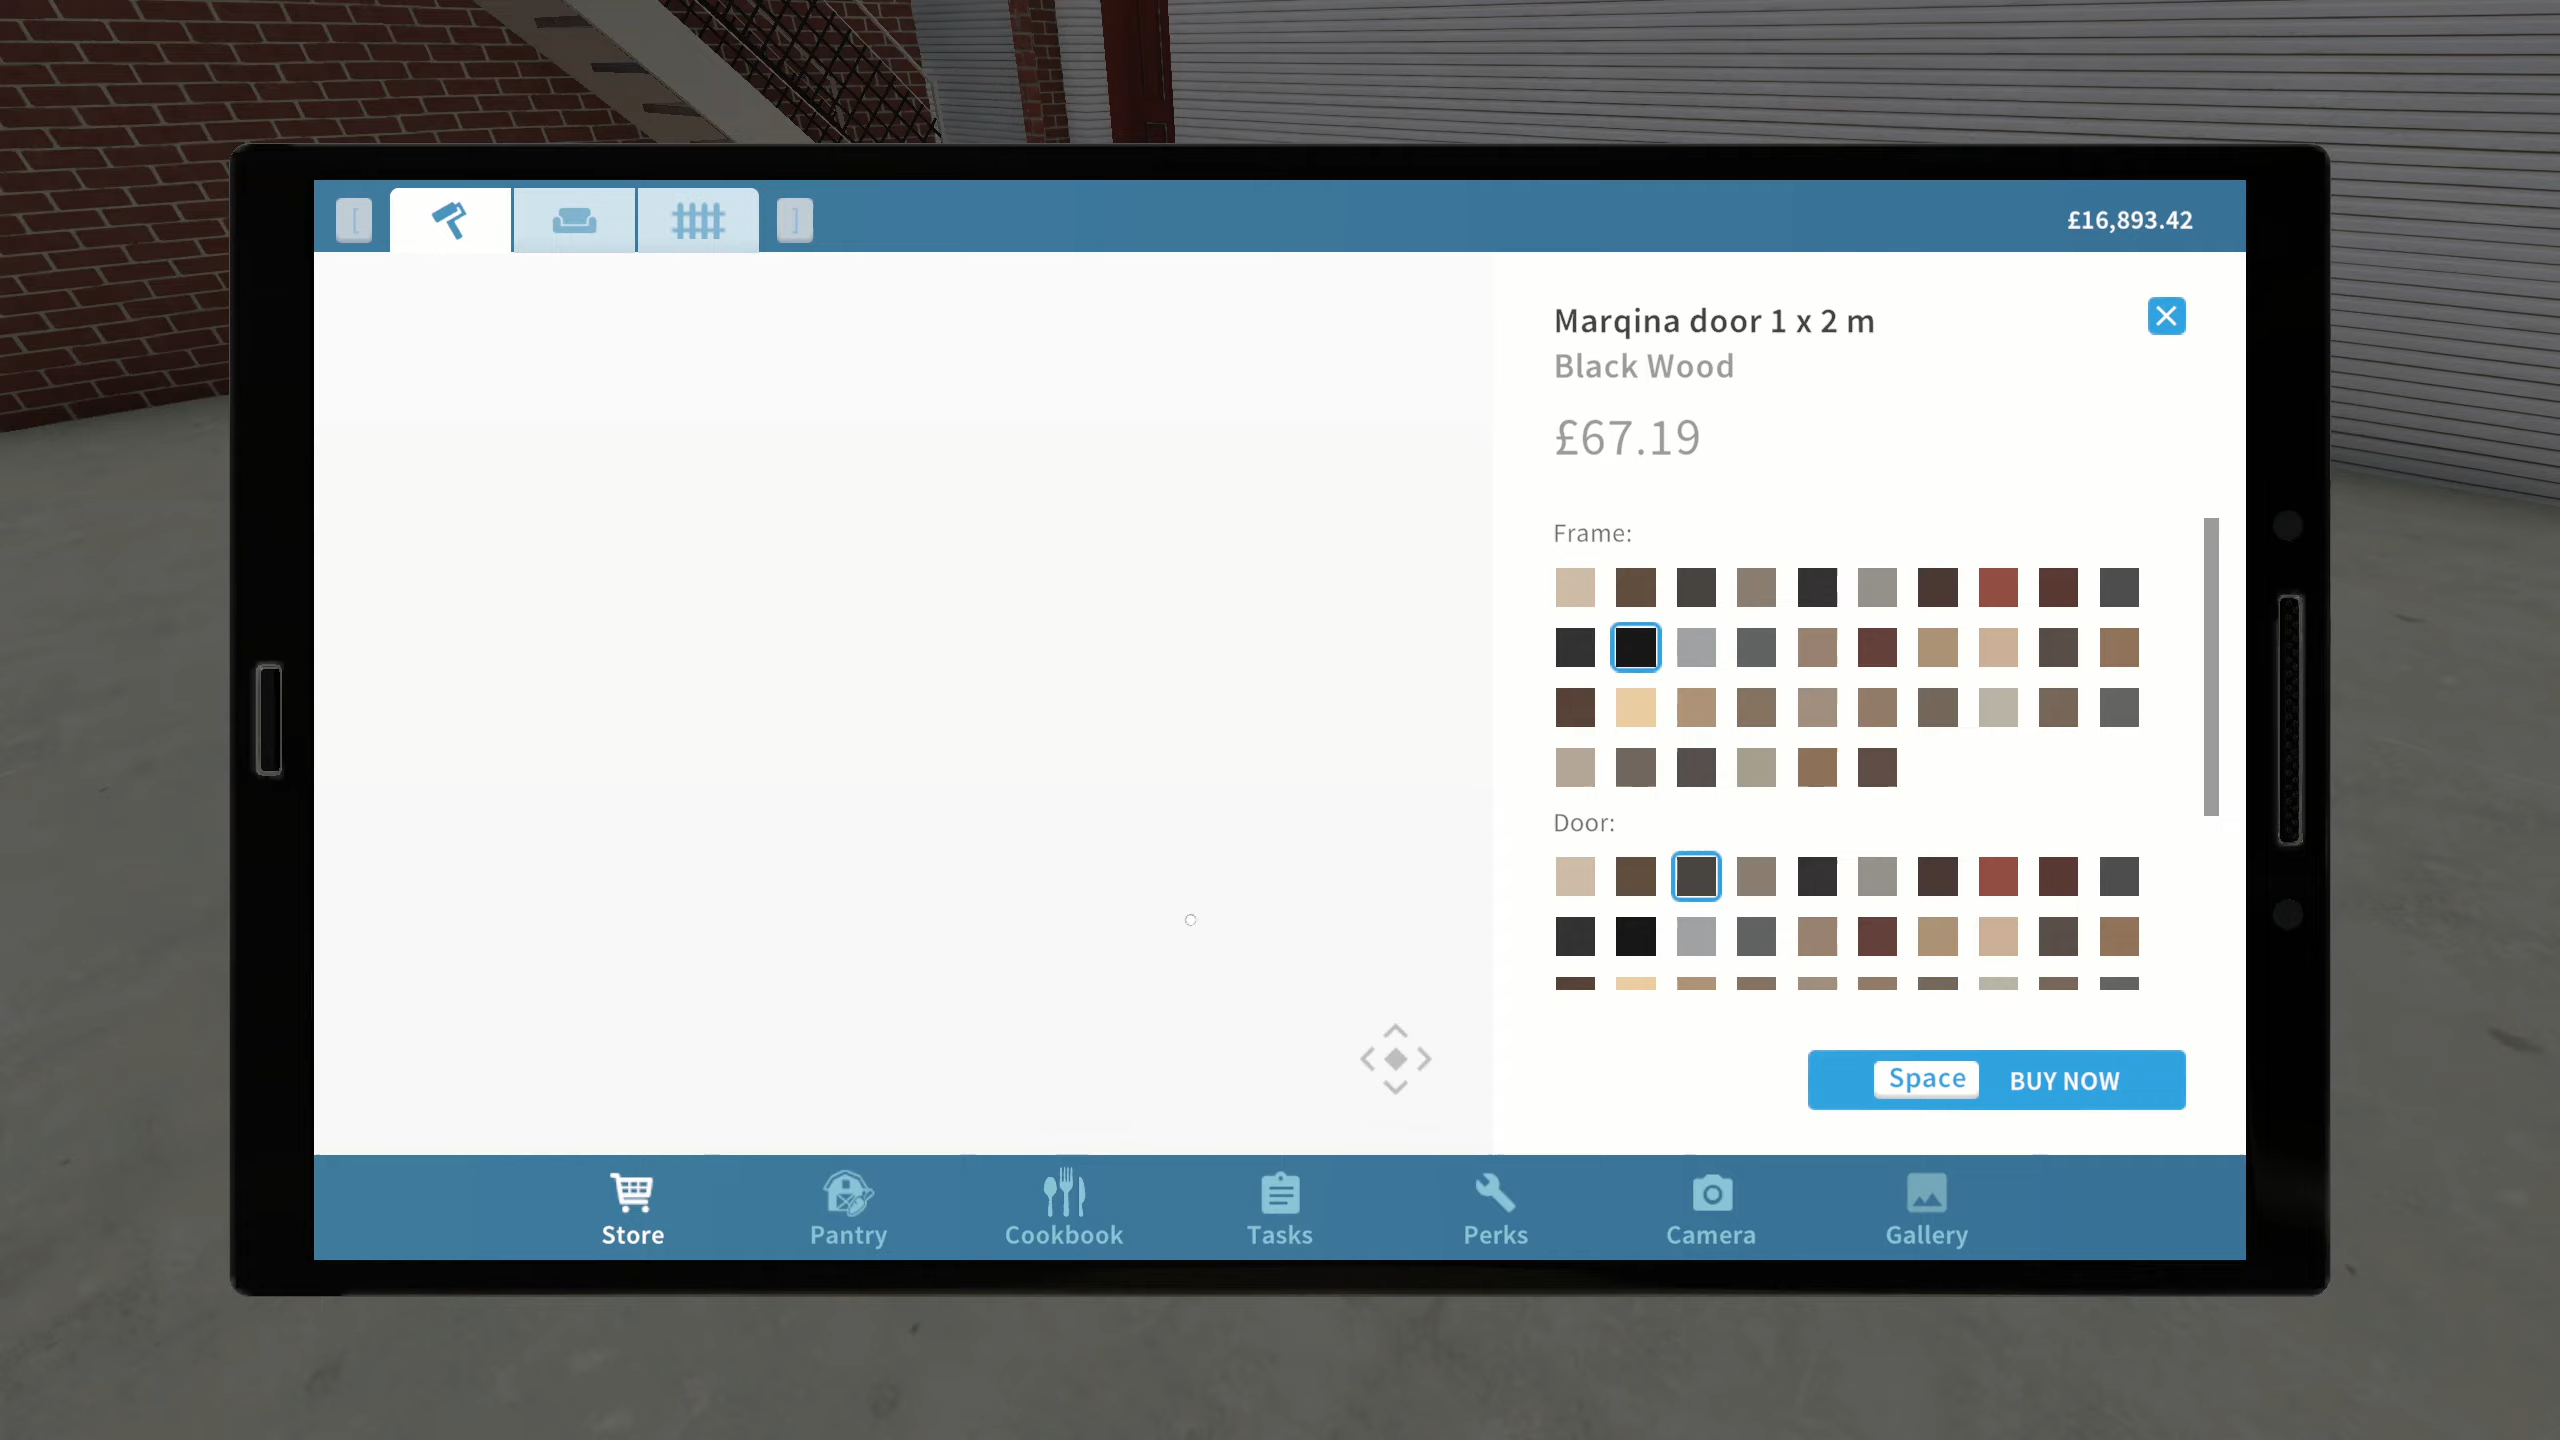 [
]
£16,893.42
Marqina door 1 x 2 m
Black Wood
£67.19
Frame:
Door:
Space BUY NOW
Store
Pantry
Cookbook
Tasks
Perks
Camera
Gallery